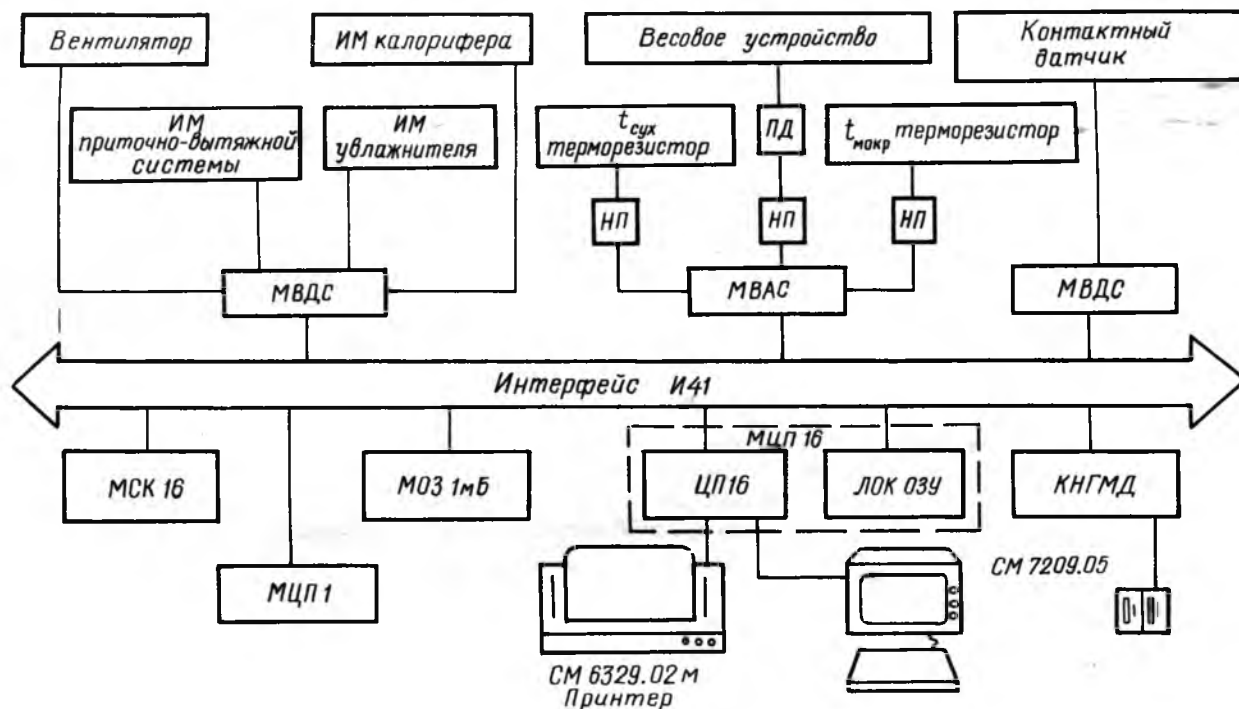 Вентилятор
ИМ калорифера
Весовое устройство
Контактный
датчик
ИМ
приточно-вытяжной
системы
ИМ
увлажнителя
tсух
терморезистор
ПД
tмокр терморезистор
НП
НП
НП
МВДС
МВАС
МВДС
Интерфейс И41
МЦП 16
МСК 16
МОЗ 1мБ
ЦП16
ЛОК ОЗУ
КНГМД
МЦП 1
СМ 7209.05
СМ 6329.02 м
Принтер